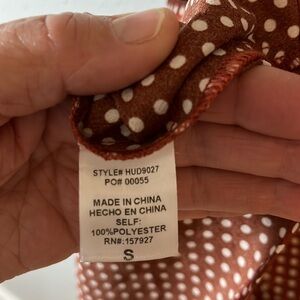 STYLE# HUD9027
PO# 00055
MADE IN CHINA
HECHO EN CHINA
SELF:
100%POLYESTER
RN#:157927
S